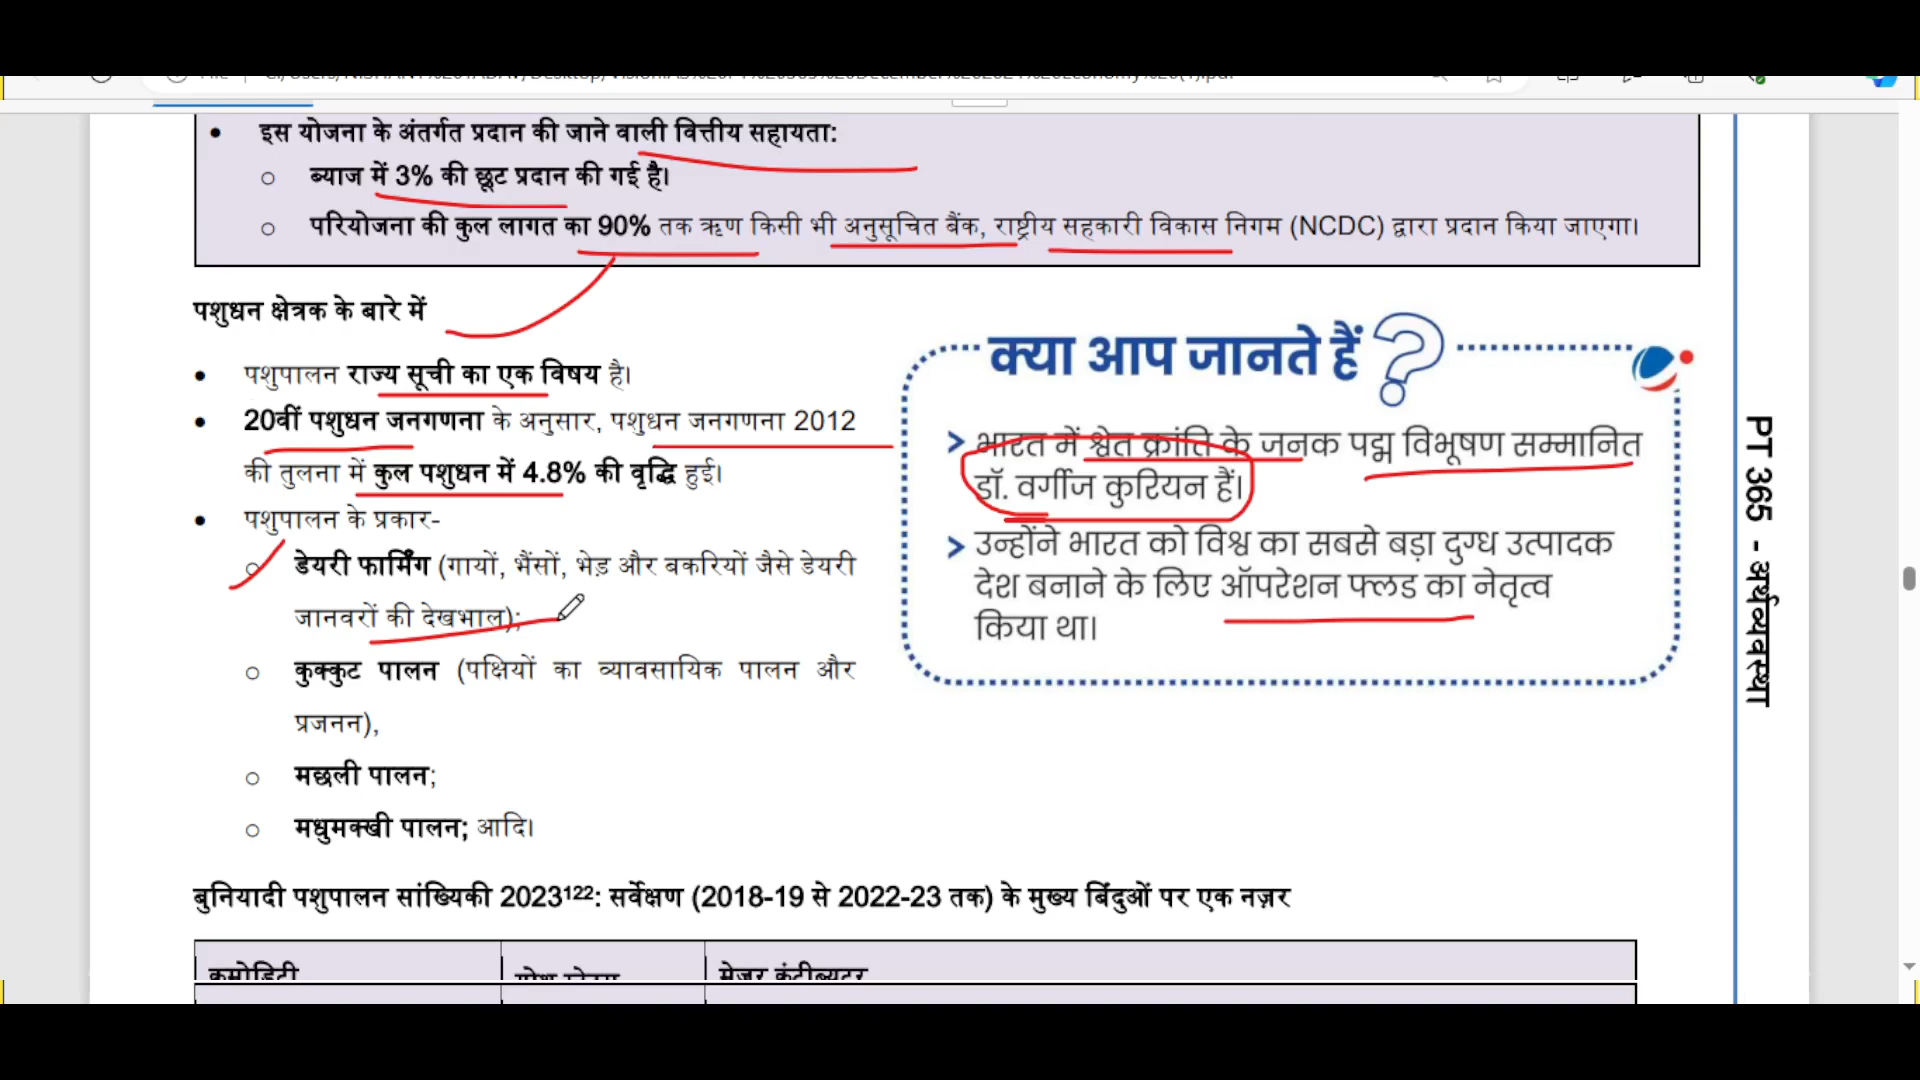 इस योजना के अंतर्गत प्रदान की जाने वाली वित्तीय सहायता:
ब्याज में 3% की छूट प्रदान की गई है।
परियोजना की कुल लागत का 90% तक ऋण किसी भी अनुसूचित बैंक, राष्ट्रीय सहकारी विकास निगम (NCDC) द्वारा प्रदान किया जाएगा।
पशुधन क्षेत्रक के बारे में
पशुपालन राज्य सूची का एक विषय है।
20वीं पशुधन जनगणना के अनुसार, पशुधन जनगणना 2012
की तुलना में कुल पशुधन में 4.8% की वृद्धि हुई।
पशुपालन के प्रकार-
डेयरी फार्मिंग (गायों, भैंसों, भेड़ और बकरियों जैसे डेयरी
जानवरों की देखभाल);
कुक्कुट पालन (पक्षियों का व्यावसायिक पालन और
प्रजनन),
मछली पालन;
मधुमक्खी पालन; आदि।
क्या आप जानते हैं?
भारत में श्वेत क्रांति के जनक पद्म विभूषण सम्मानित
डॉ. वर्गीज कुरियन हैं।
उन्होंने भारत को विश्व का सबसे बड़ा दुग्ध उत्पादक
देश बनाने के लिए ऑपरेशन फ्लड का नेतृत्व
किया था।
PT 365 - अर्थव्यवस्था
बुनियादी पशुपालन सांख्यिकी 2023¹²²: सर्वेक्षण (2018-19 से 2022-23 तक) के मुख्य बिंदुओं पर एक नज़र
कमोडिटी
मेजर कंट्रीब्यूटर